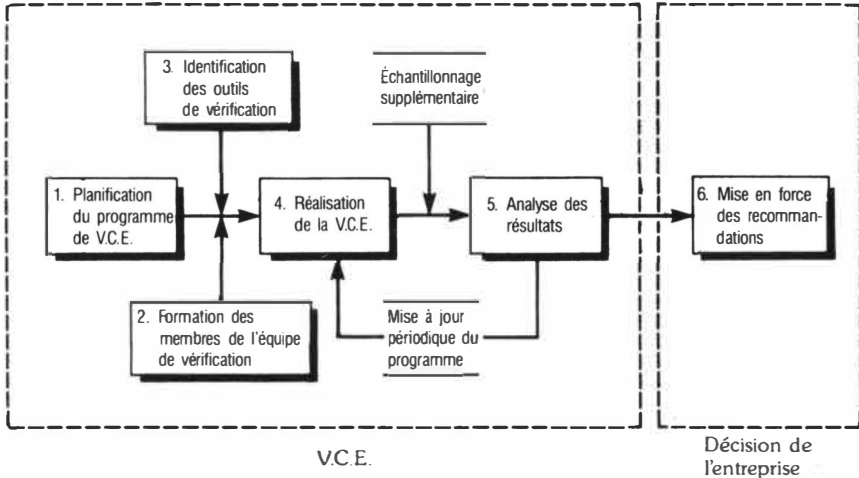 3. Identification
des outils
de vérification
Échantillonnage
supplémentaire
1. Planification
du programme
de V.C.E.
4. Réalisation
de la V.C.E.
5. Analyse des
résultats
6. Mise en force
des recomman-
dations
2. Formation des
membres de l'équipe
de vérification
Mise à jour
périodique du
programme
V.C.E.
Décision de
l'entreprise